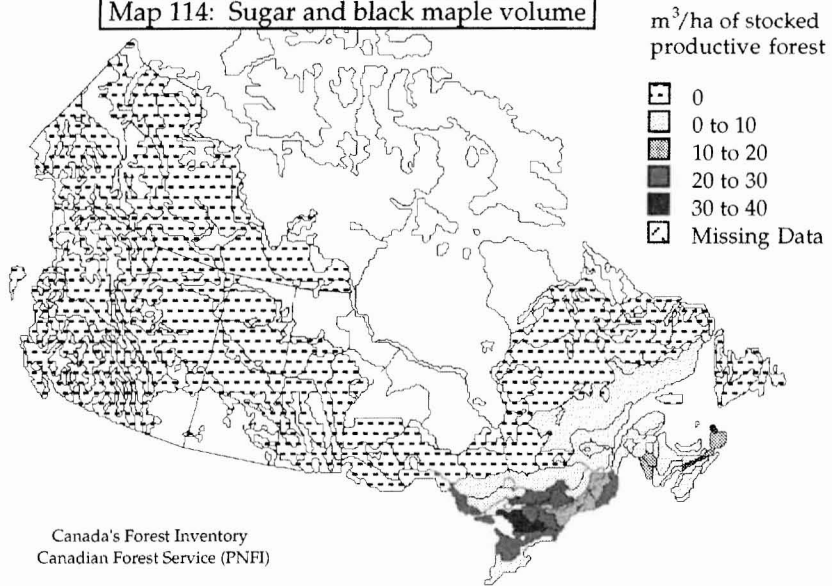 Map 114: Sugar and black maple volume
m³/ha of stocked
productive forest
0
0 to 10
10 to 20
20 to 30
30 to 40
Missing Data
Canada's Forest Inventory
Canadian Forest Service (PNFI)